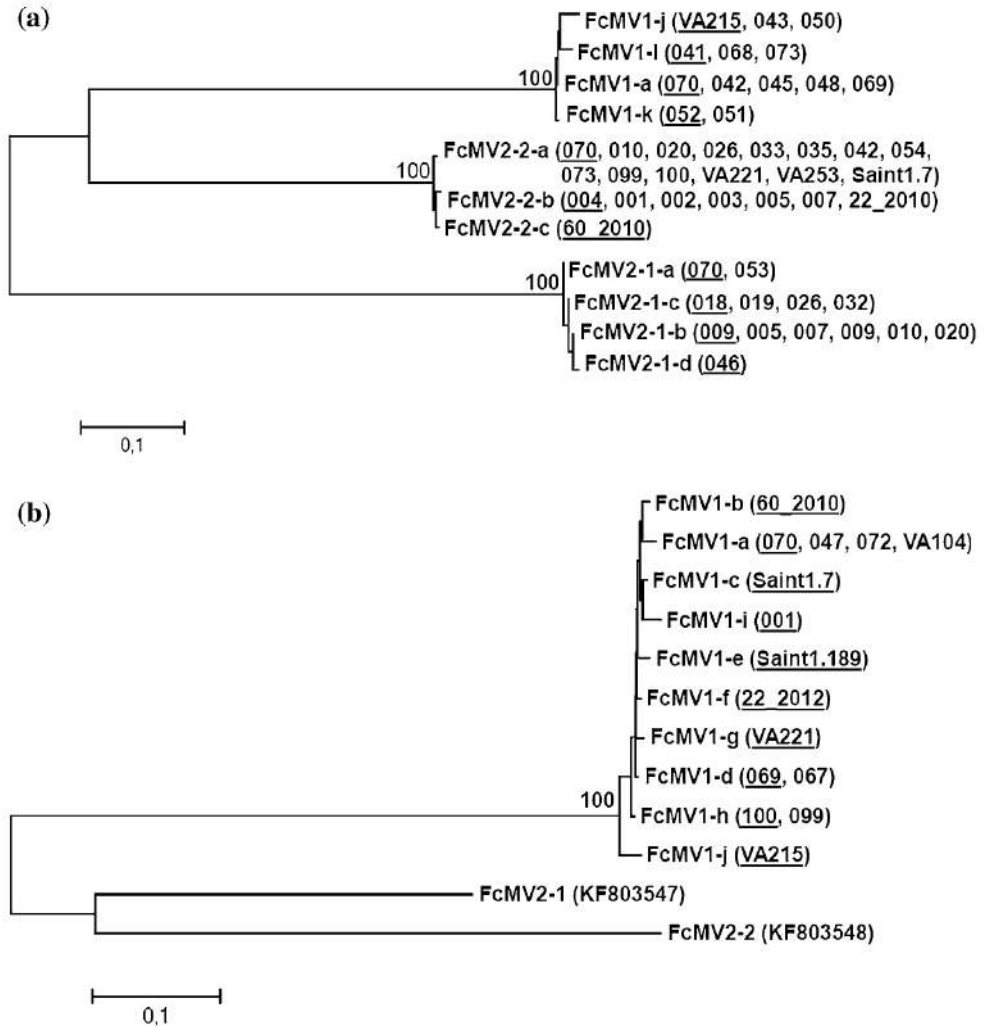 (a)
FcMV1-j (VA215, 043, 050)
FcMV1-l (041, 068, 073)
100
FcMV1-a (070, 042, 045, 048, 069)
FcMV1-k (052, 051)
FcMV2-2-a (070, 010, 020, 026, 033, 035, 042, 054,
073, 099, 100, VA221, VA253, Saint1.7)
100
FcMV2-2-b (004, 001, 002, 003, 005, 007, 22_2010)
FcMV2-2-c (60_2010)
FcMV2-1-a (070, 053)
100
FcMV2-1-c (018, 019, 026, 032)
FcMV2-1-b (009, 005, 007, 009, 010, 020)
FcMV2-1-d (046)
0,1
(b)
FcMV1-b (60_2010)
FcMV1-a (070, 047, 072, VA104)
FcMV1-c (Saint1.7)
FcMV1-i (001)
FcMV1-e (Saint1.189)
FcMV1-f (22_2012)
FcMV1-g (VA221)
FcMV1-d (069, 067)
100
FcMV1-h (100, 099)
FcMV1-j (VA215)
FcMV2-1 (KF803547)
FcMV2-2 (KF803548)
0,1